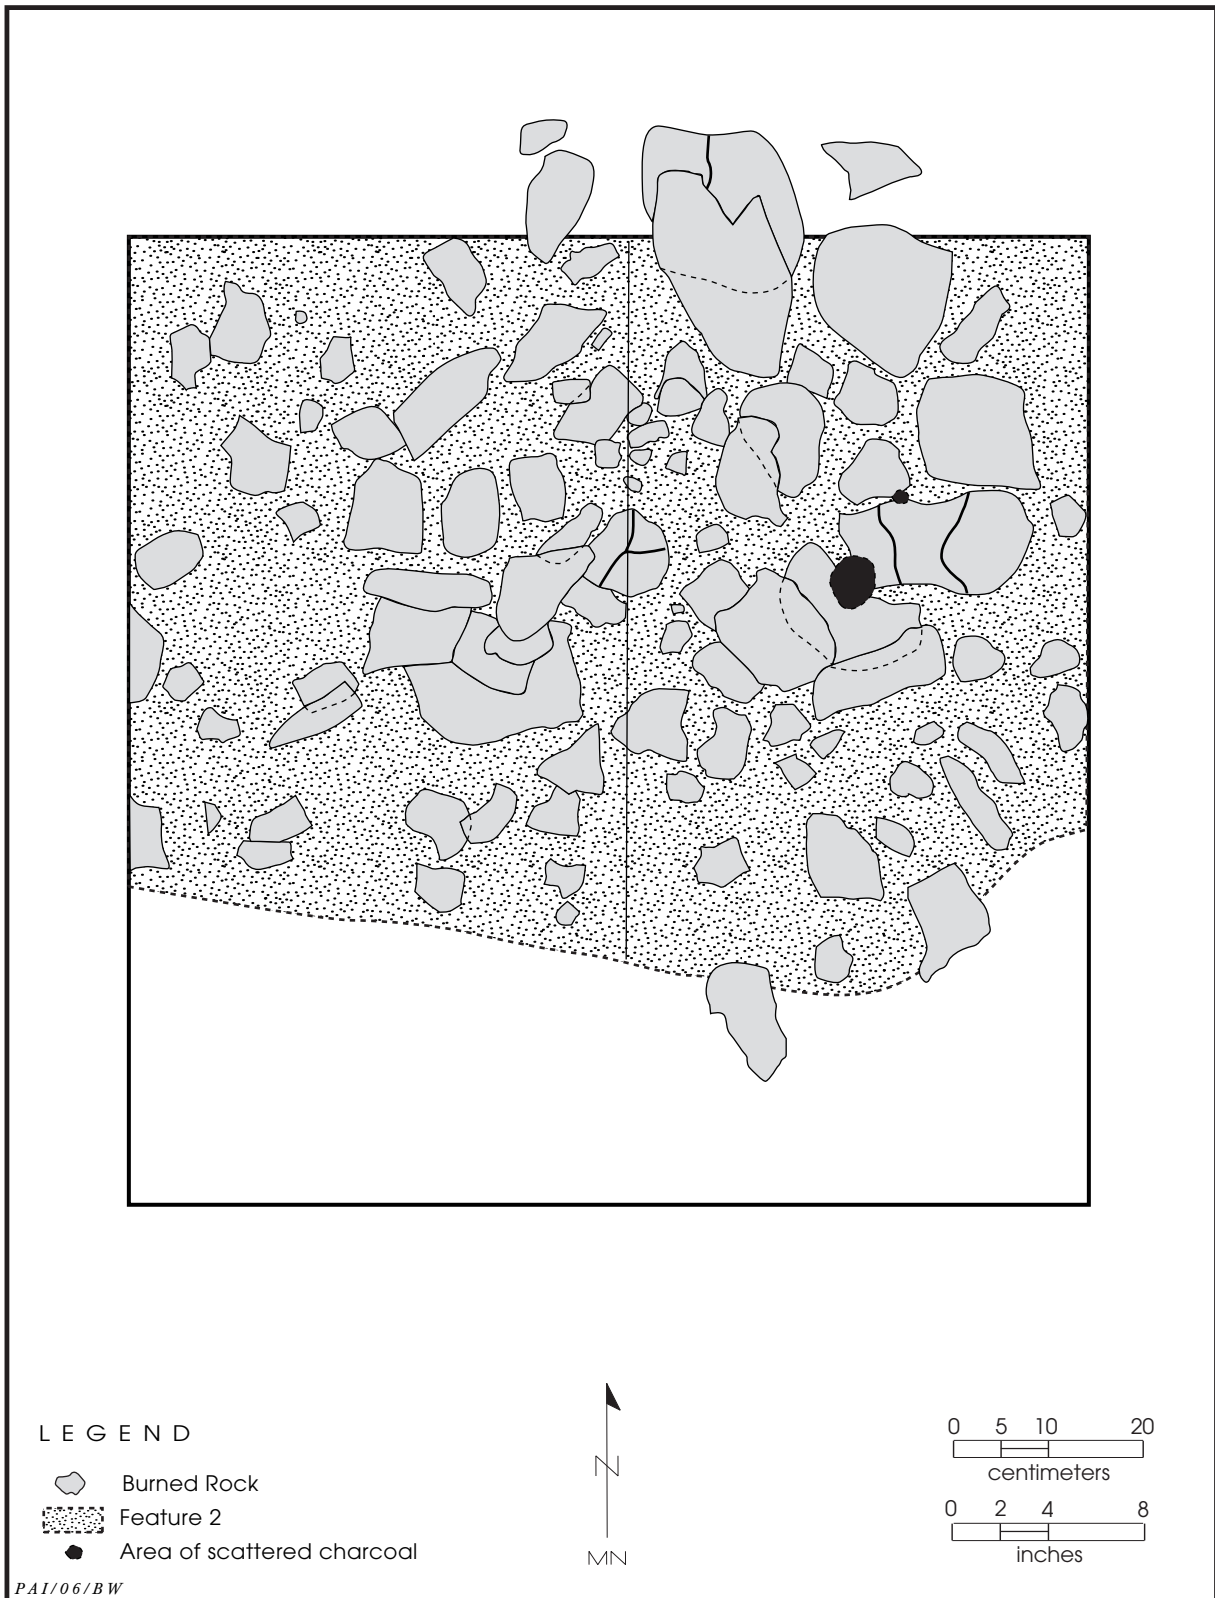 LEGEND
Burned Rock
Feature 2
Area of scattered charcoal
PAI/06/BW
N
MN
0 5 10 20
centimeters
0 2 4 8
inches